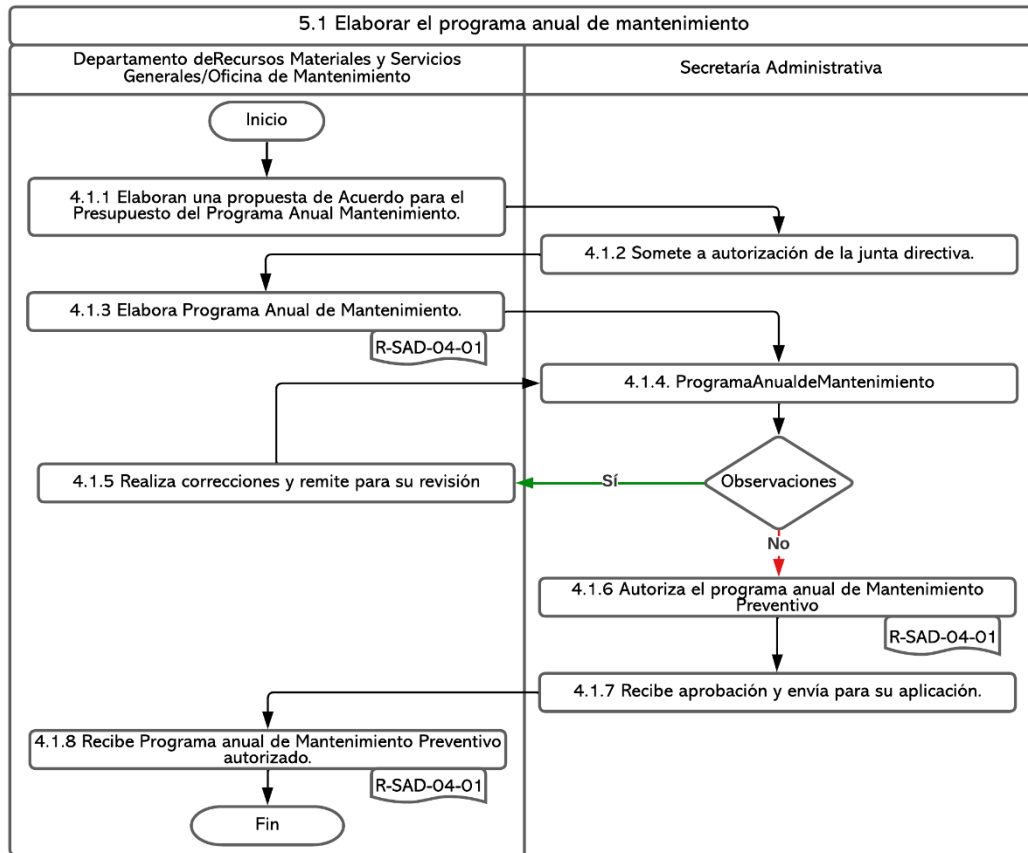 5.1 Elaborar el programa anual de mantenimiento
Departamento deRecursos Materiales y Servicios
Generales/Oficina de Mantenimiento
Secretaría Administrativa
Inicio
4.1.1 Elaboran una propuesta de Acuerdo para el
Presupuesto del Programa Anual Mantenimiento.
4.1.2 Somete a autorización de la junta directiva.
4.1.3 Elabora Programa Anual de Mantenimiento.
R-SAD-04-01
4.1.4. ProgramaAnualdeMantenimiento
4.1.5 Realiza correcciones y remite para su revisión
Sí
Observaciones
No
4.1.6 Autoriza el programa anual de Mantenimiento
Preventivo
R-SAD-04-01
4.1.7 Recibe aprobación y envía para su aplicación.
4.1.8 Recibe Programa anual de Mantenimiento Preventivo
autorizado.
R-SAD-04-01
Fin